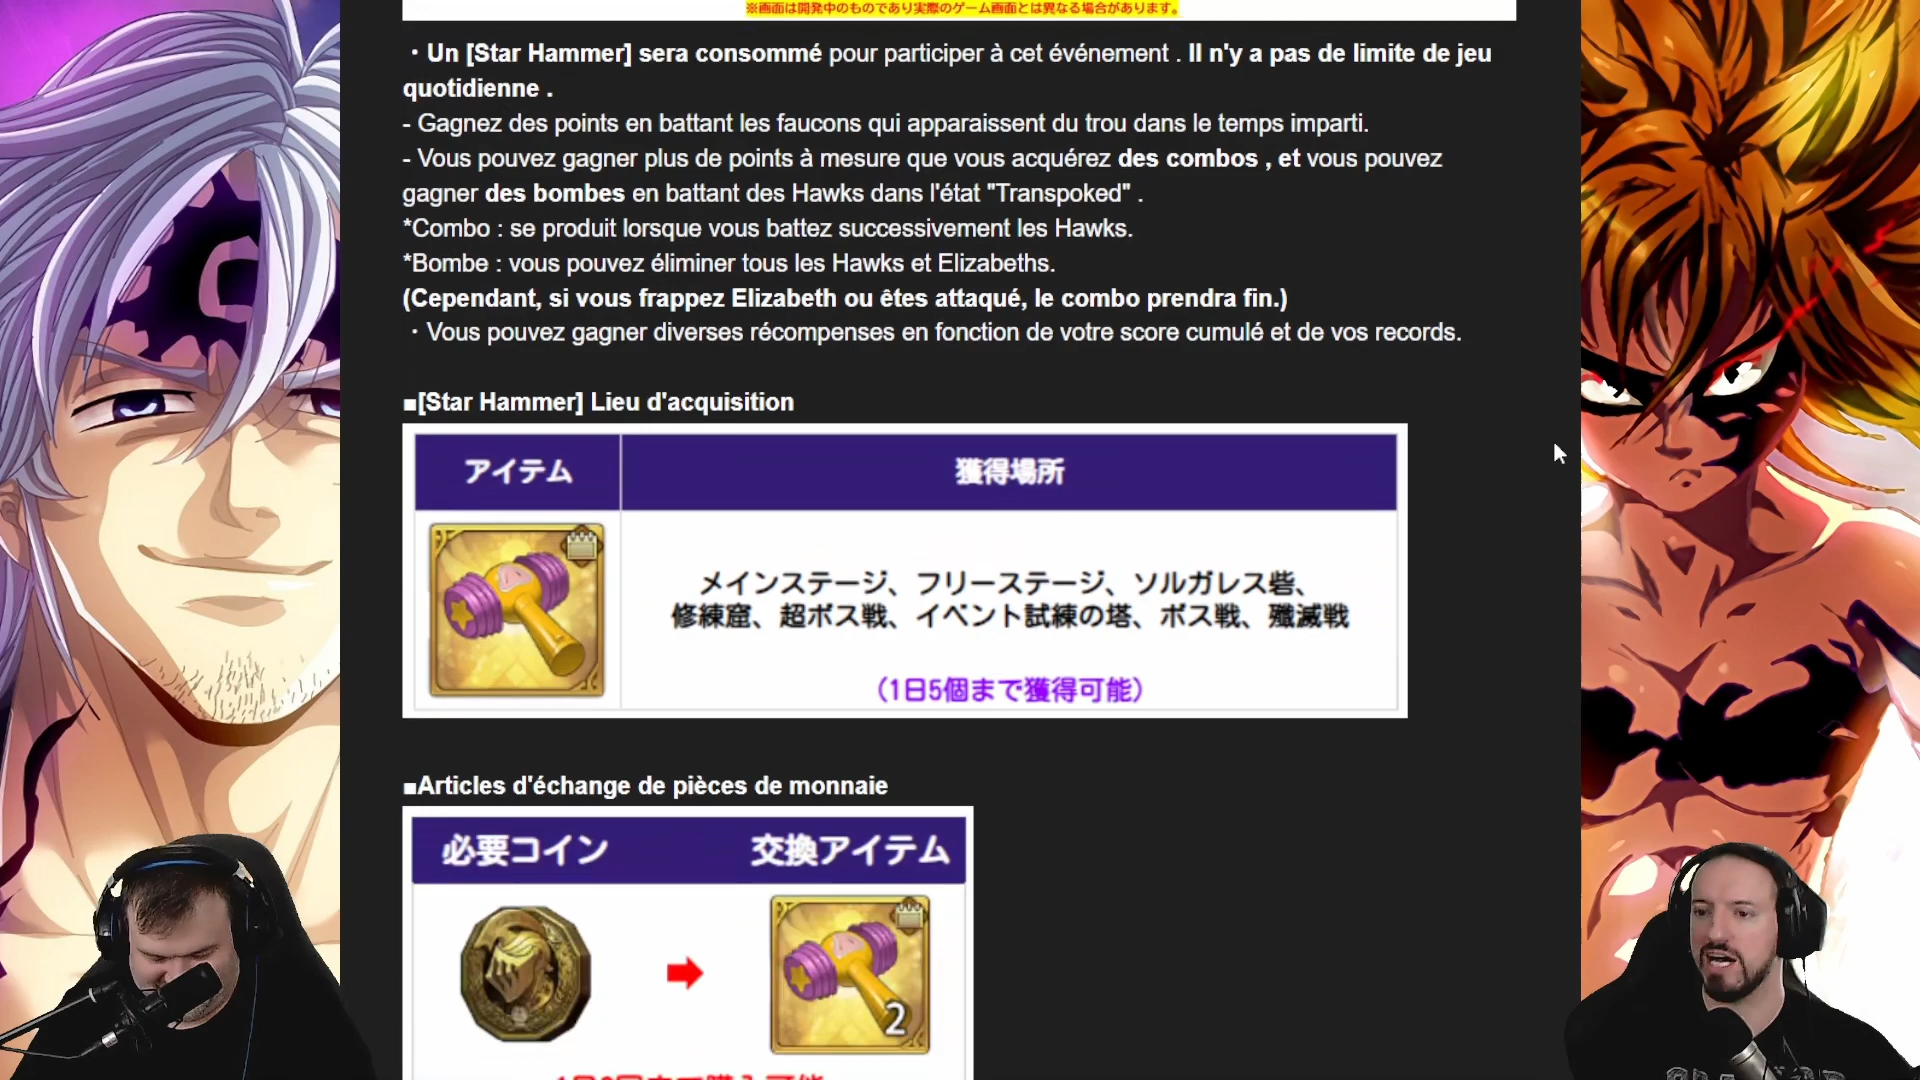 ※画面は開発中のものであり実際のゲーム画面とは異なる場合があります。
・Un [Star Hammer] sera consommé pour participer à cet événement . Il n'y a pas de limite de jeu
quotidienne .
- Gagnez des points en battant les faucons qui apparaissent du trou dans le temps imparti.
- Vous pouvez gagner plus de points à mesure que vous acquérez des combos , et vous pouvez
gagner des bombes en battant des Hawks dans l'état "Transpoked" .
*Combo : se produit lorsque vous battez successivement les Hawks.
*Bombe : vous pouvez éliminer tous les Hawks et Elizabeths.
(Cependant, si vous frappez Elizabeth ou êtes attaqué, le combo prendra fin.)
・Vous pouvez gagner diverses récompenses en fonction de votre score cumulé et de vos records.
■[Star Hammer] Lieu d'acquisition
アイテム 獲得場所
メインステージ、フリーステージ、ソルガレス砦、
修練窟、超ボス戦、イベント試練の塔、ボス戦、殲滅戦
（1日5個まで獲得可能）
■Articles d'échange de pièces de monnaie
必要コイン 交換アイテム
2